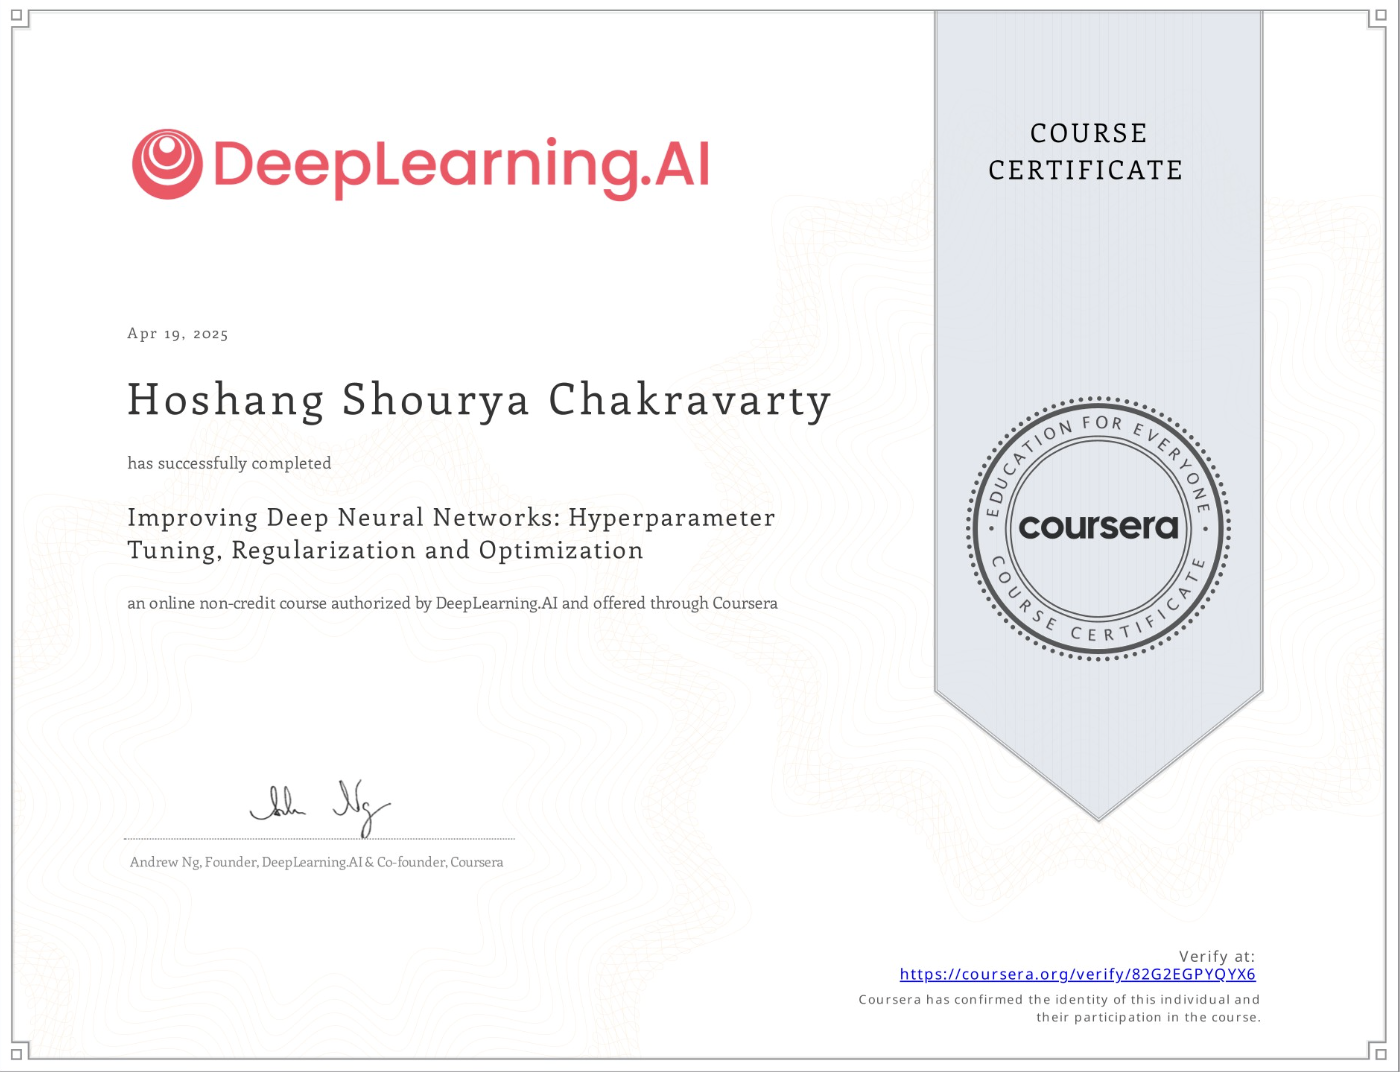 DeepLearning.AI
COURSE
CERTIFICATE
Apr 19, 2025
Hoshang Shourya Chakravarty
has successfully completed
Improving Deep Neural Networks: Hyperparameter
Tuning, Regularization and Optimization
an online non-credit course authorized by DeepLearning.AI and offered through Coursera
EDUCATION FOR EVERYONE
coursera
COURSE CERTIFICATE
Andrew Ng, Founder, DeepLearning.AI & Co-founder, Coursera
Verify at:
https://coursera.org/verify/82G2EGPYQYX6
Coursera has confirmed the identity of this individual and
their participation in the course.